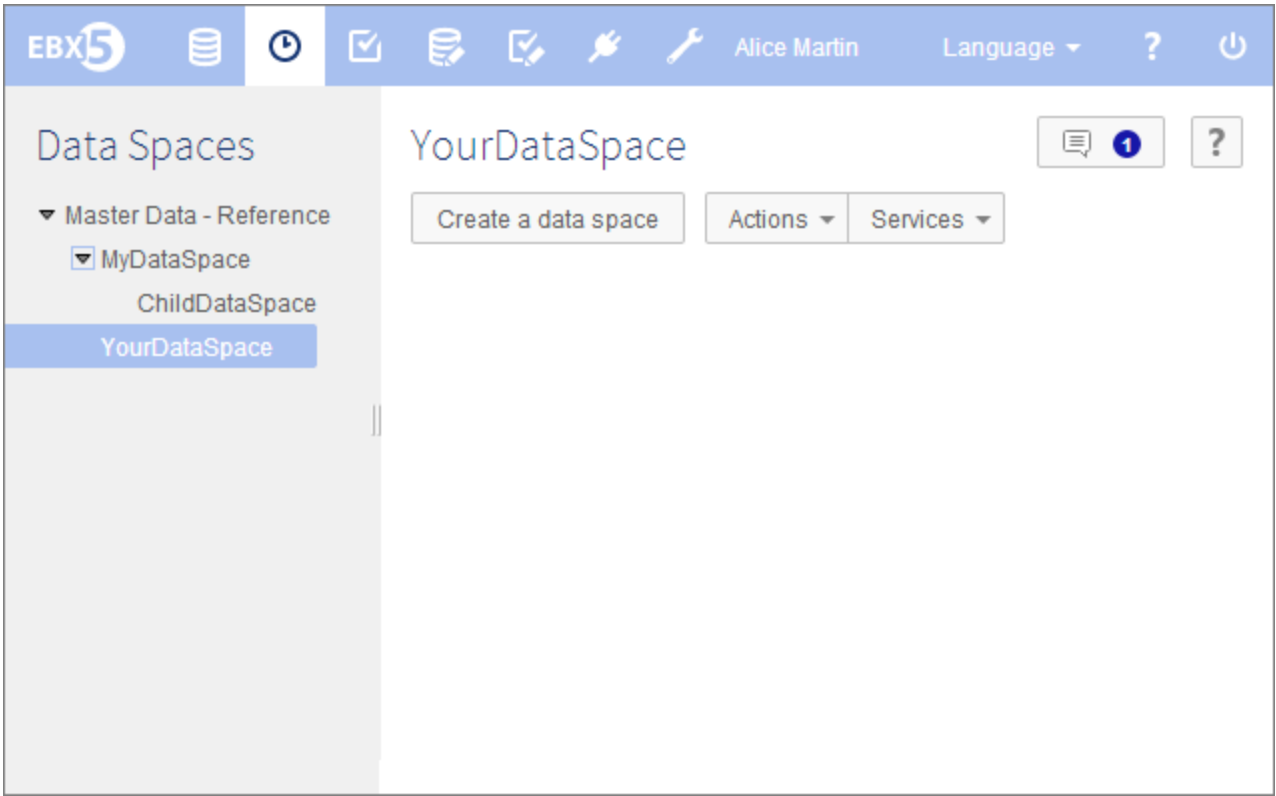 EBX5 Alice Martin Language ?
Data Spaces
YourDataSpace
1 ?
Master Data - Reference
Create a data space Actions Services
MyDataSpace
ChildDataSpace
YourDataSpace